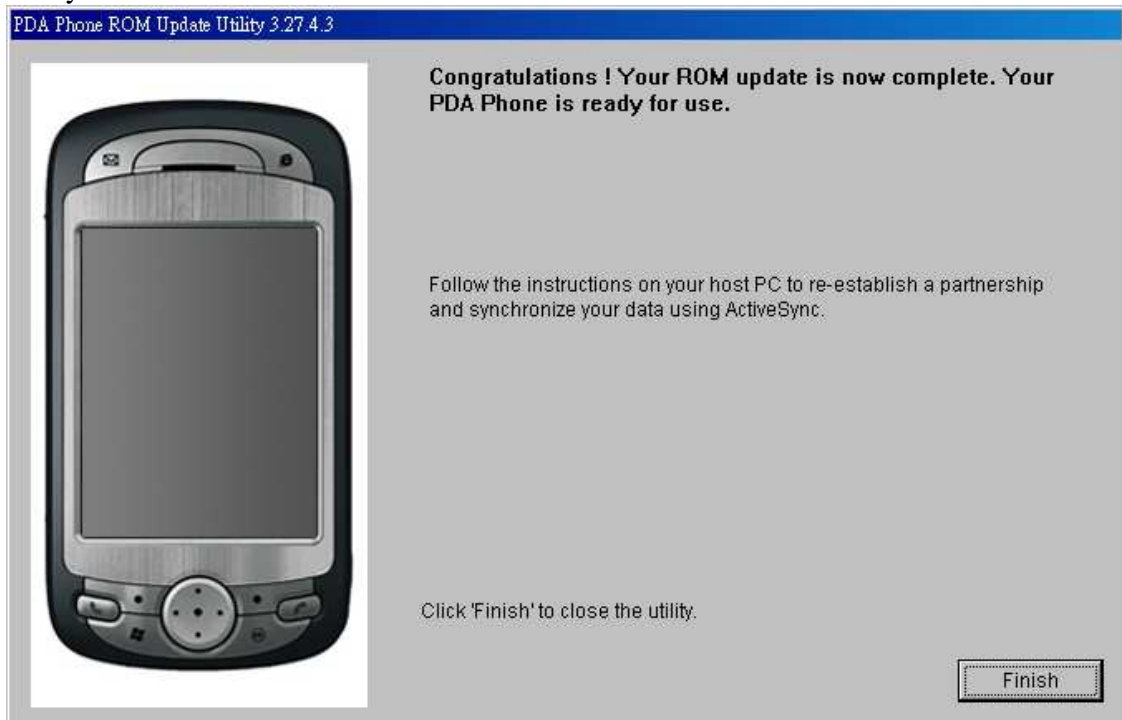 PDA Phone ROM Update Utility 3.27.4.3
Congratulations ! Your ROM update is now complete. Your
PDA Phone is ready for use.
Follow the instructions on your host PC to re-establish a partnership
and synchronize your data using ActiveSync.
Click 'Finish' to close the utility.
Finish